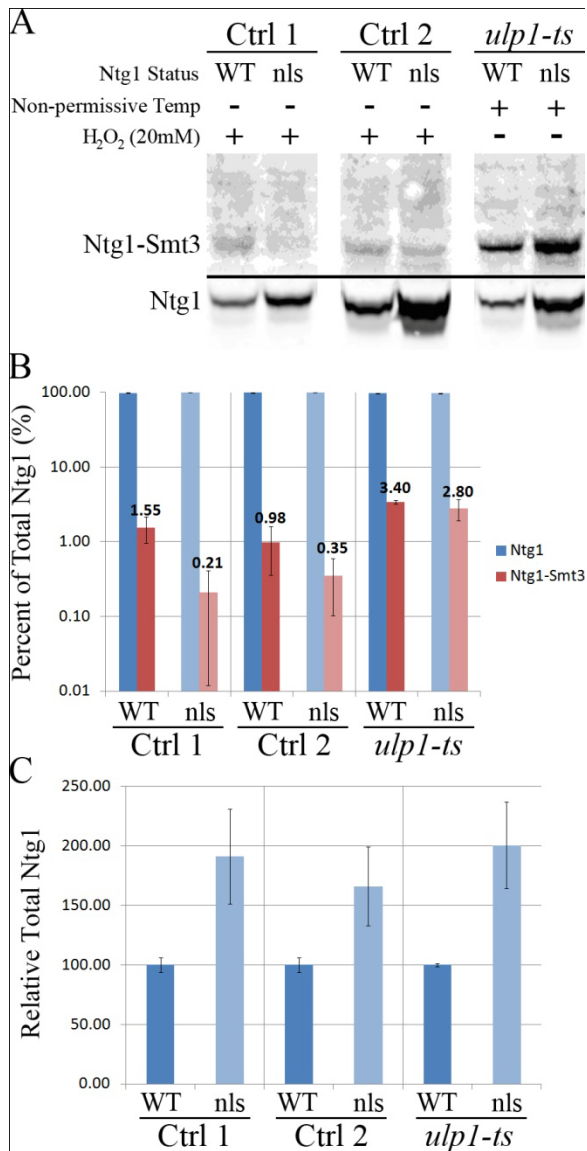 A
Ctrl 1 Ctrl 2 ulp1-ts
Ntg1 Status WT nls WT nls WT nls
Non-permissive Temp - - - - + +
H₂O₂ (20mM) + + + + - -
Ntg1-Smt3
Ntg1
B
Percent of Total Ntg1 (%)
100.00
10.00
1.00
0.10
0.01
1.55
0.21
0.98
0.35
3.40
2.80
Ntg1
Ntg1-Smt3
WT nls WT nls WT nls
Ctrl 1 Ctrl 2 ulp1-ts
C
Relative Total Ntg1
250.00
200.00
150.00
100.00
50.00
0.00
WT nls WT nls WT nls
Ctrl 1 Ctrl 2 ulp1-ts